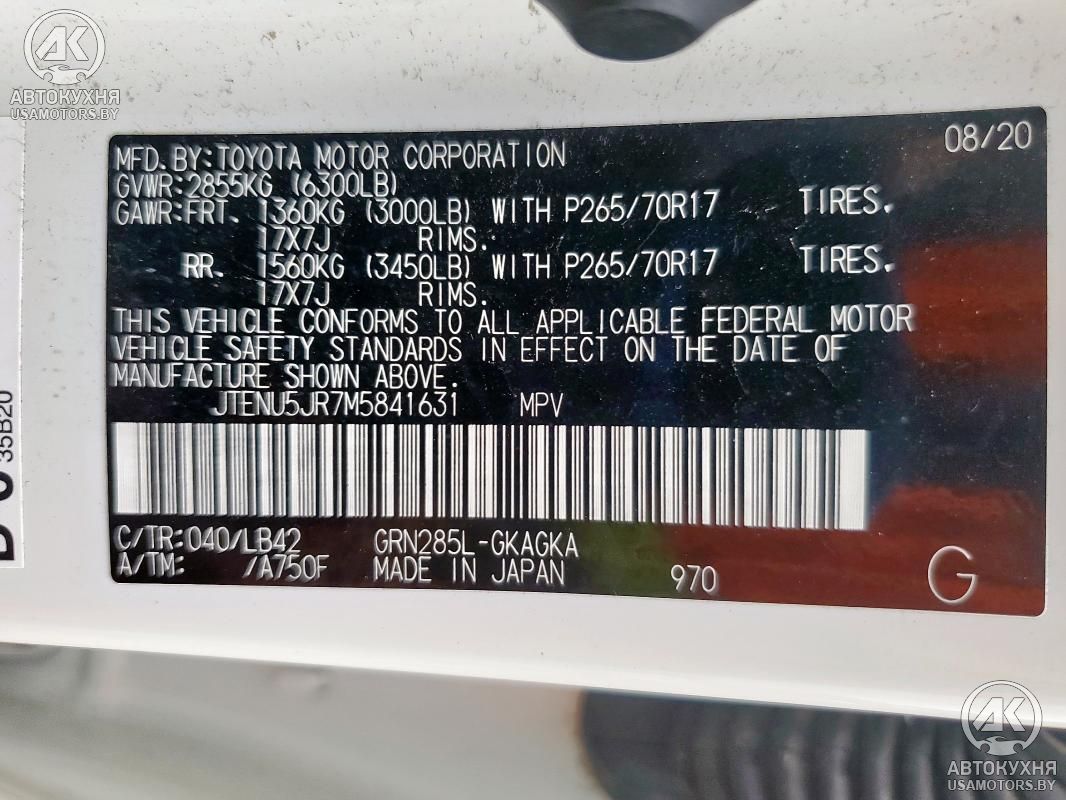 AK
АВТОКУХНЯ
USAMOTORS.BY
08/20
MFD.BY:TOYOTA MOTOR CORPORATION
GVWR:2855KG (6300LB)
GAWR:FRT. 1360KG (3000LB) WITH P265/70R17 TIRES.
17X7J RIMS.
RR. 1560KG (3450LB) WITH P265/70R17 TIRES.
17X7J RIMS.
THIS VEHICLE CONFORMS TO ALL APPLICABLE FEDERAL MOTOR
VEHICLE SAFETY STANDARDS IN EFFECT ON THE DATE OF
MANUFACTURE SHOWN ABOVE.
JTENU5JR7M5841631 MPV
C/TR:040/LB42 GRN285L-GKAGKA
A/TM: /A750F MADE IN JAPAN 970 G
35B20
AK
АВТОКУХНЯ
USAMOTORS.BY